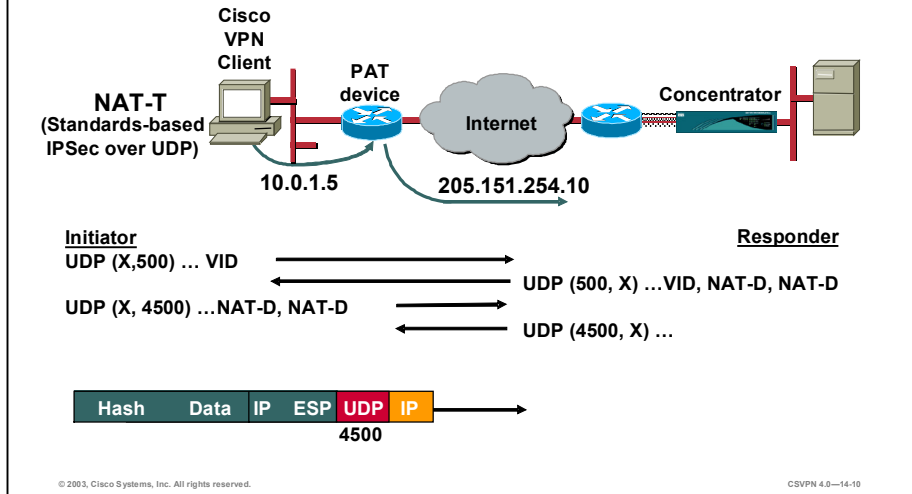 Cisco
VPN
Client
PAT
device
NAT-T
(Standards-based
IPSec over UDP)
Internet
Concentrator
10.0.1.5
205.151.254.10
Initiator
Responder
UDP (X,500) … VID
UDP (500, X) …VID, NAT-D, NAT-D
UDP (X, 4500) …NAT-D, NAT-D
UDP (4500, X) …
Hash Data IP ESP UDP IP
4500
© 2003, Cisco Systems, Inc. All rights reserved.
CSVPN 4.0—14-10